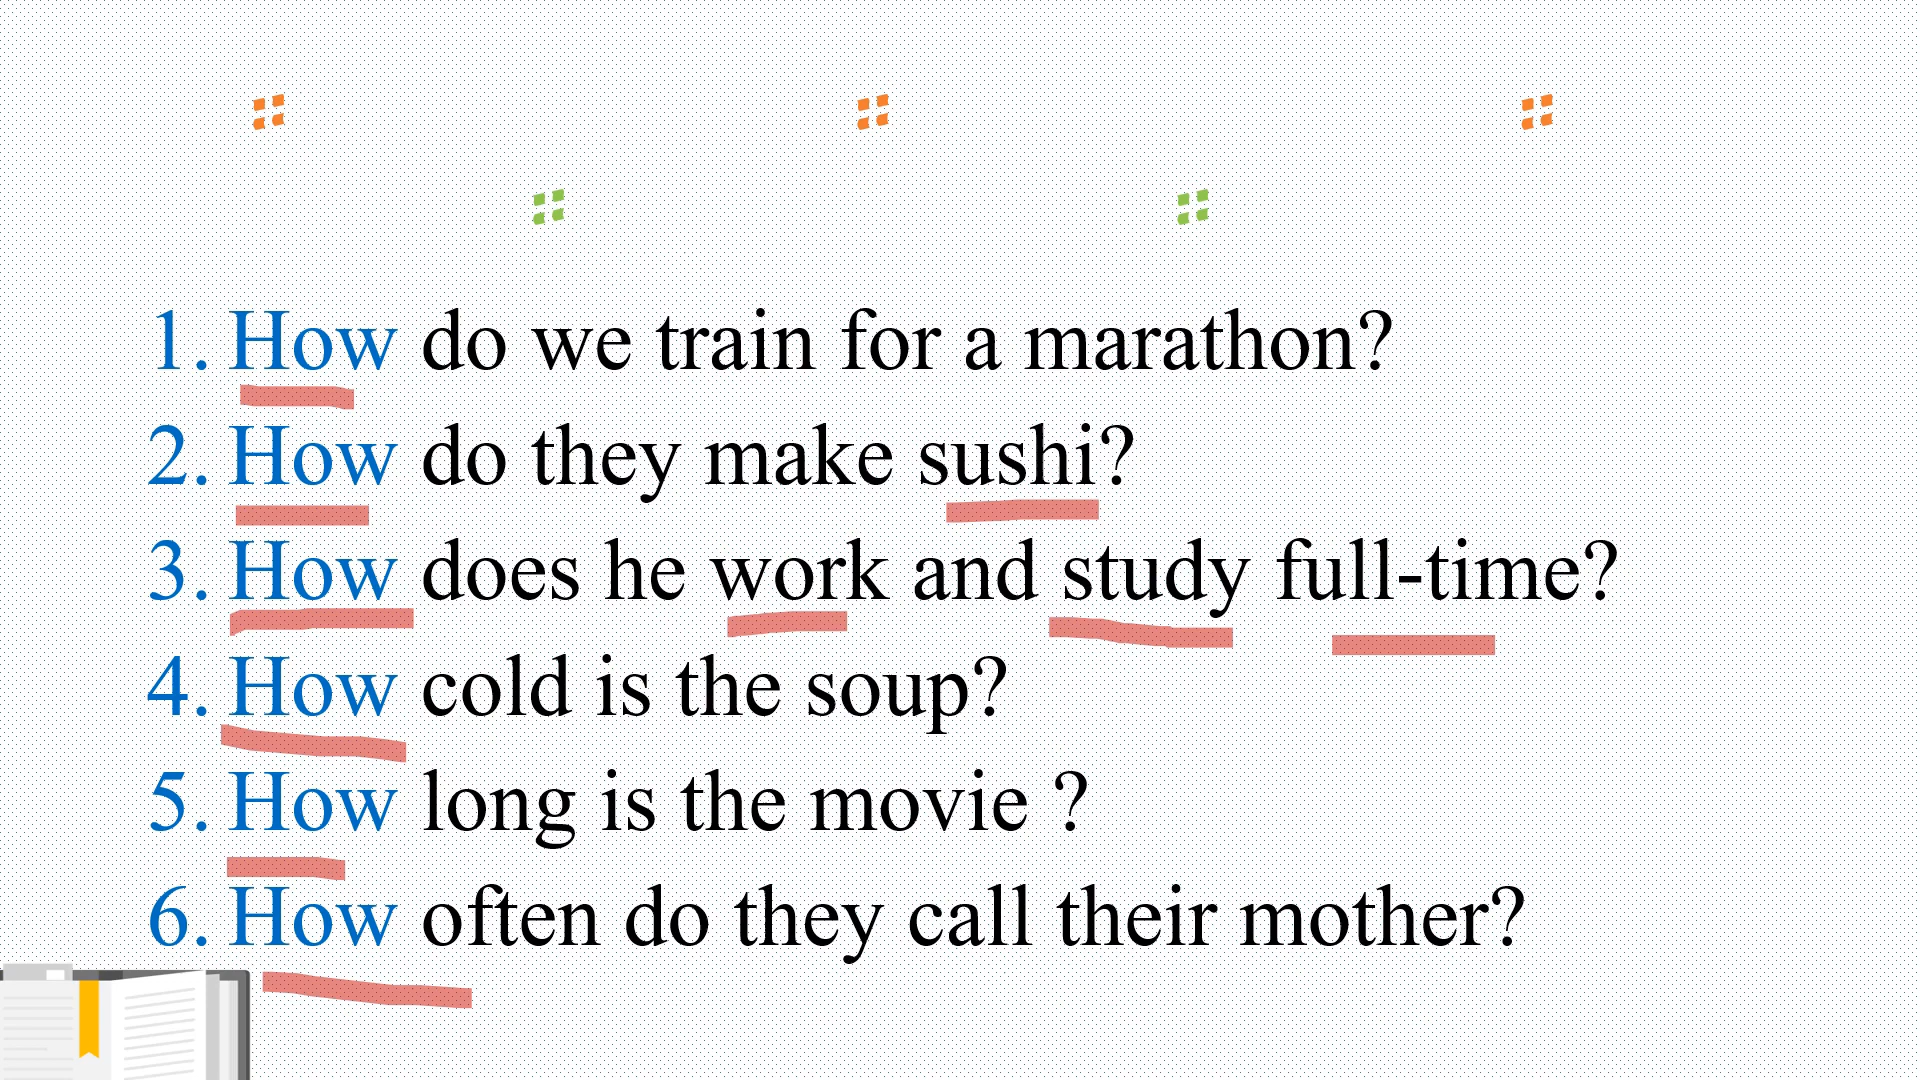 1. How do we train for a marathon?
2. How do they make sushi?
3. How does he work and study full-time?
4. How cold is the soup?
5. How long is the movie ?
6. How often do they call their mother?